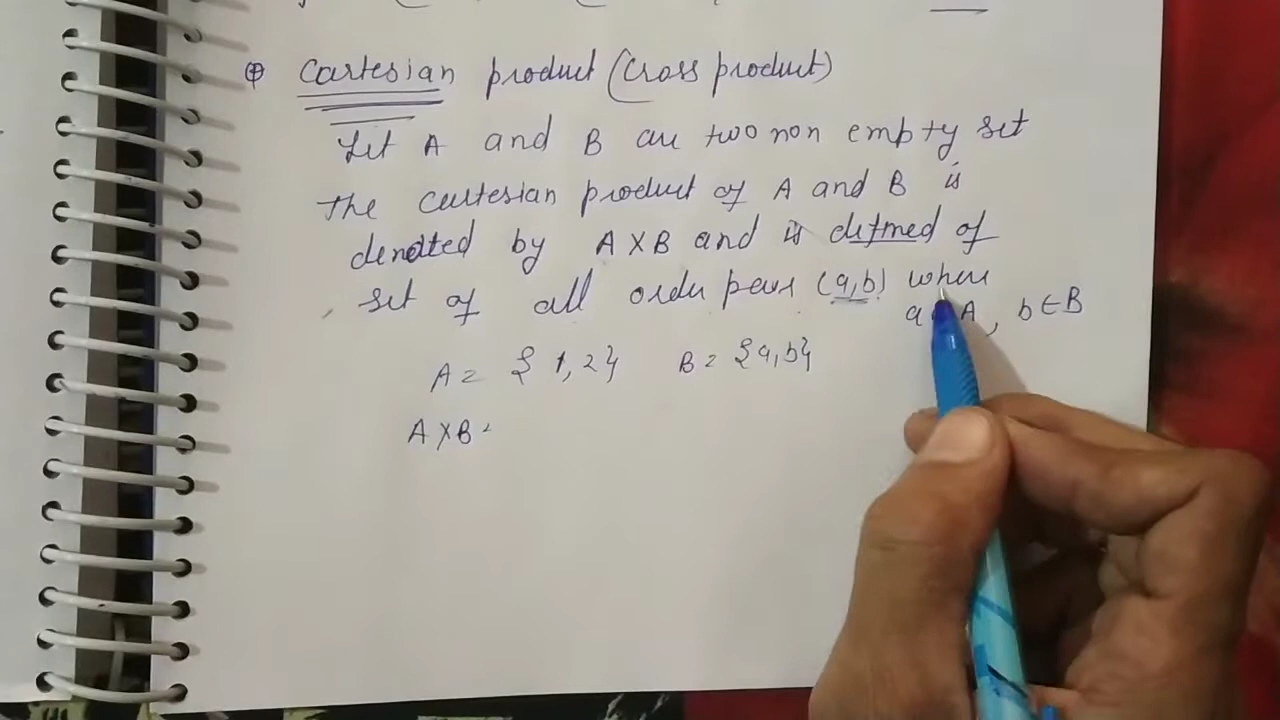 Cartesian product (Cross product)
Let A and B are two non empty set
The cartesian product of A and B is
denoted by A X B and is defined of
set of all order pair (a,b) where
a ∈ A, b ∈ B
A = {1, 2} B = {a, b}
A X B =